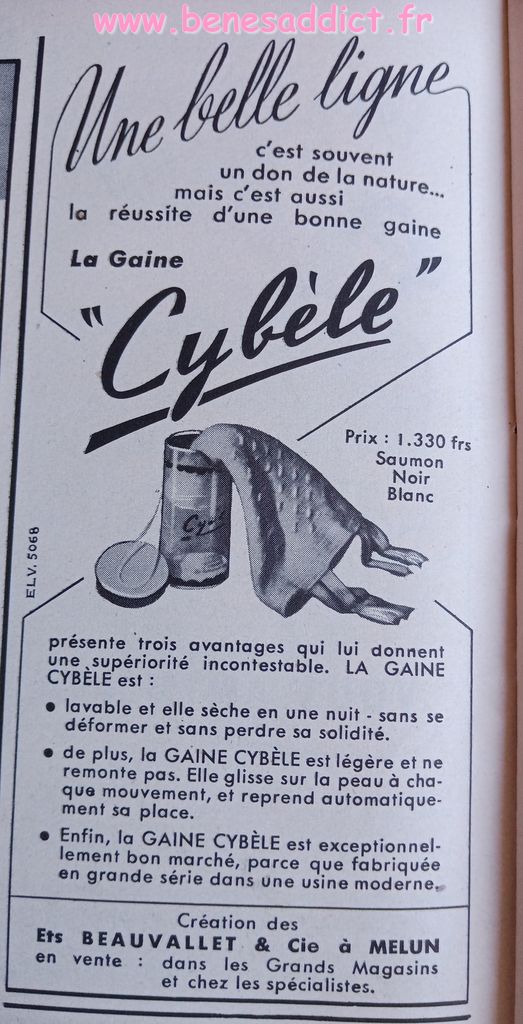 www.benesaddict.fr
Une belle ligne
c'est souvent
un don de la nature...
mais c'est aussi
la réussite d'une bonne gaine
La Gaine
"Cybèle"
Prix : 1.330 frs
Saumon
Noir
Blanc
ELV. 5068
présente trois avantages qui lui donnent
une supériorité incontestable. LA GAINE
CYBÈLE est :
• lavable et elle sèche en une nuit - sans se
déformer et sans perdre sa solidité.
• de plus, la GAINE CYBÈLE est légère et ne
remonte pas. Elle glisse sur la peau à cha-
que mouvement, et reprend automatique-
ment sa place.
• Enfin, la GAINE CYBÈLE est exceptionnel-
lement bon marché, parce que fabriquée
en grande série dans une usine moderne.
Création des
Ets BEAUVALLET & Cie à MELUN
en vente : dans les Grands Magasins
et chez les spécialistes.